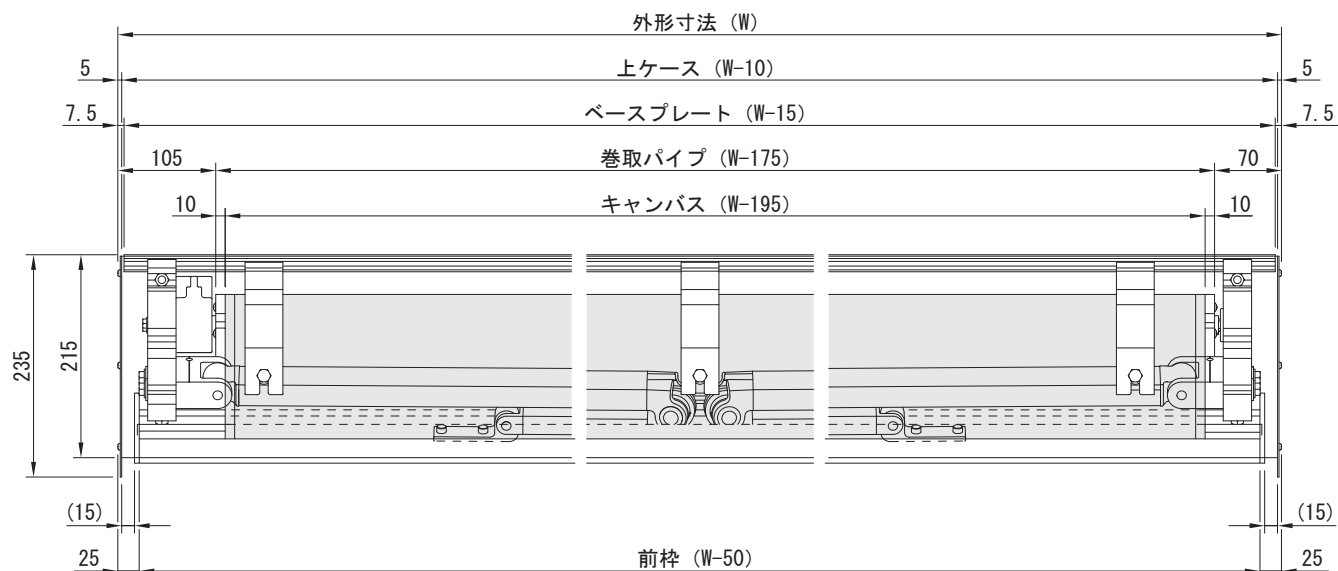 外形寸法 (W)
5 上ケース (W-10) 5
7.5 ベースプレート (W-15) 7.5
105 巻取パイプ (W-175) 70
10 キャンバス (W-195) 10
235
215
(15) (15)
25 前枠 (W-50) 25